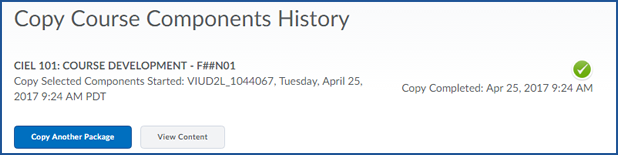 Copy Course Components History
CIEL 101: COURSE DEVELOPMENT - F##N01
Copy Selected Components Started: VIUD2L_1044067, Tuesday, April 25,
2017 9:24 AM PDT
Copy Completed: Apr 25, 2017 9:24 AM
Copy Another Package
View Content